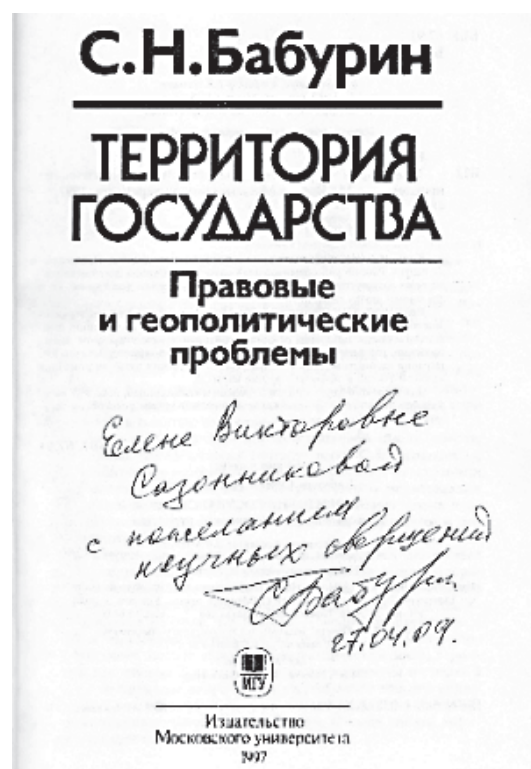 С.Н.Бабурин
ТЕРРИТОРИЯ
ГОСУДАРСТВА
Правовые
и геополитические
проблемы
Елене Викторовне
Сазонниковой
с пожеланием
научных свершений
СБабурин
27.04.09.
МГУ
Издательство
Московского университета
1997